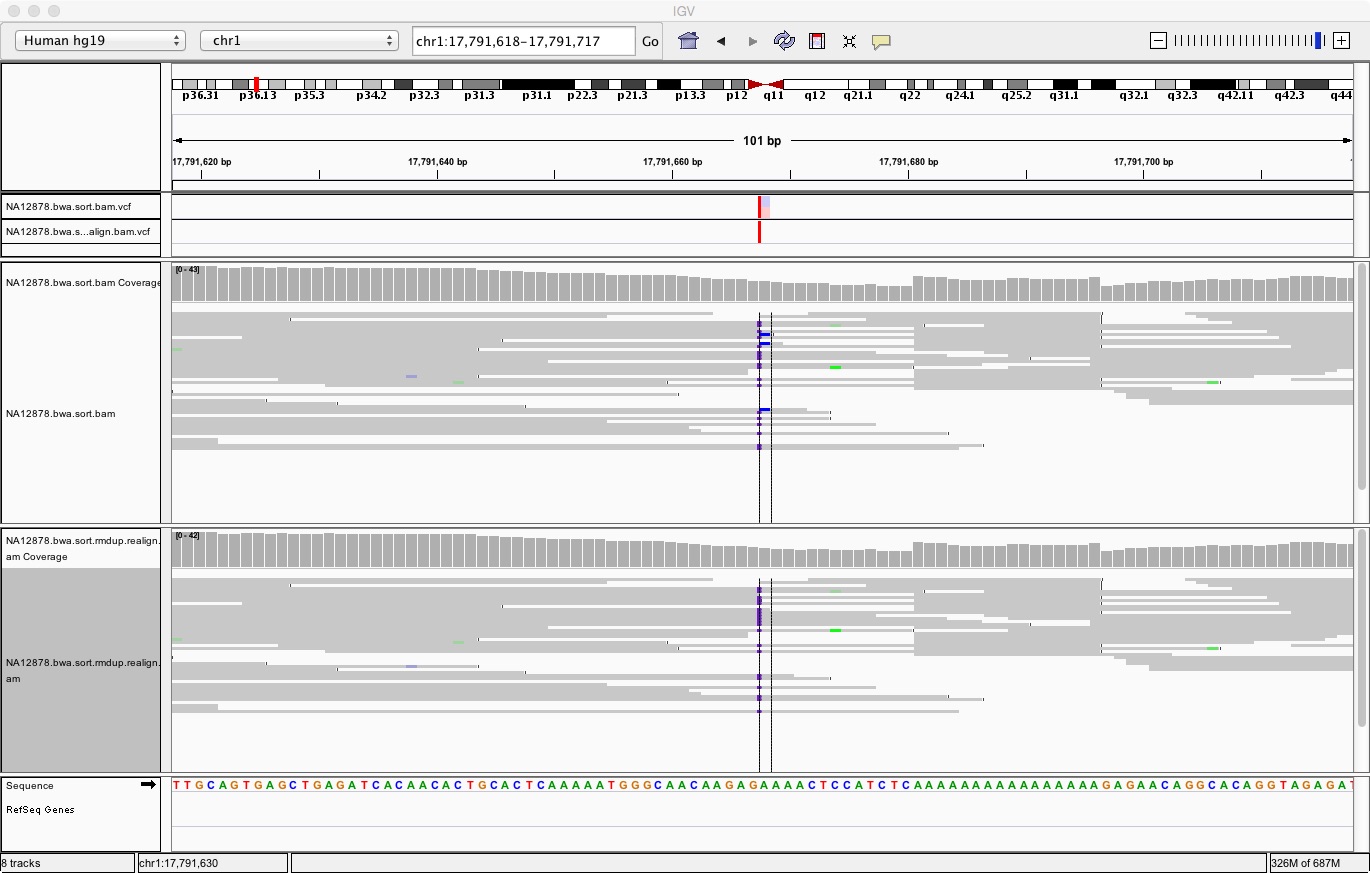 IGV
Human hg19 chr1 chr1:17,791,618-17,791,717 Go
p36.31 p36.13 p35.3 p34.2 p32.3 p31.3 p31.1 p22.3 p21.3 p13.3 p12 q11 q12 q21.1 q22 q24.1 q25.2 q31.1 q32.1 q32.3 q42.11 q42.3 q44
101 bp
17,791,620 bp 17,791,640 bp 17,791,660 bp 17,791,680 bp 17,791,700 bp
NA12878.bwa.sort.bam.vcf
NA12878.bwa.s...align.bam.vcf
[0 - 43]
NA12878.bwa.sort.bam Coverage
NA12878.bwa.sort.bam
[0 - 42]
NA12878.bwa.sort.rmdup.realign.
am Coverage
NA12878.bwa.sort.rmdup.realign.
am
Sequence T T G C A G T G A G C T G A G A T C A C A A C A C T G C A C T C A A A A A T G G G C A A C A A G A G A A A A C T C C A T C T C A A A A A A A A A A A A A A A A G A G A A C A G G C A C A G G T A G A G A T
RefSeq Genes
8 tracks chr1:17,791,630 326M of 687M